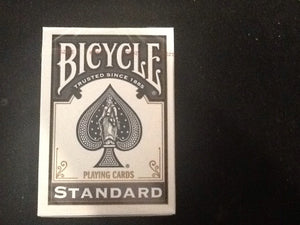 BICYCLE
TRUSTED SINCE 1885
PLAYING CARDS
STANDARD